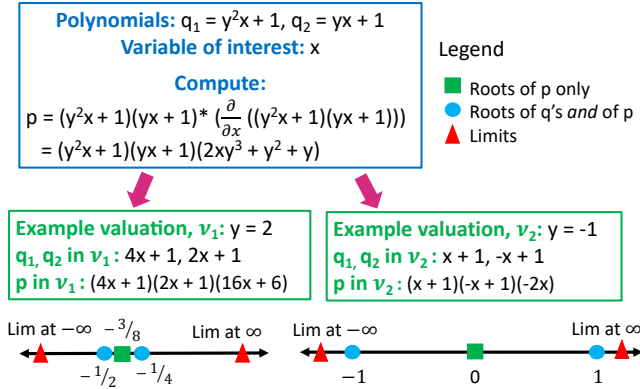 Polynomials: q₁ = y²x + 1, q₂ = yx + 1
Variable of interest: x
Compute:
p = (y²x + 1)(yx + 1)* (∂/∂x ((y²x + 1)(yx + 1)))
= (y²x + 1)(yx + 1)(2xy³ + y² + y)
Legend
Roots of p only
Roots of q's and of p
Limits
Example valuation, ν₁: y = 2
q₁, q₂ in ν₁ : 4x + 1, 2x + 1
p in ν₁: (4x + 1)(2x + 1)(16x + 6)
Lim at −∞
−3/8
Lim at ∞
−1/2
−1/4
Example valuation, ν₂: y = -1
q₁, q₂ in ν₂ : x + 1, -x + 1
p in ν₂: (x + 1)(-x + 1)(-2x)
Lim at −∞
Lim at ∞
−1
0
1